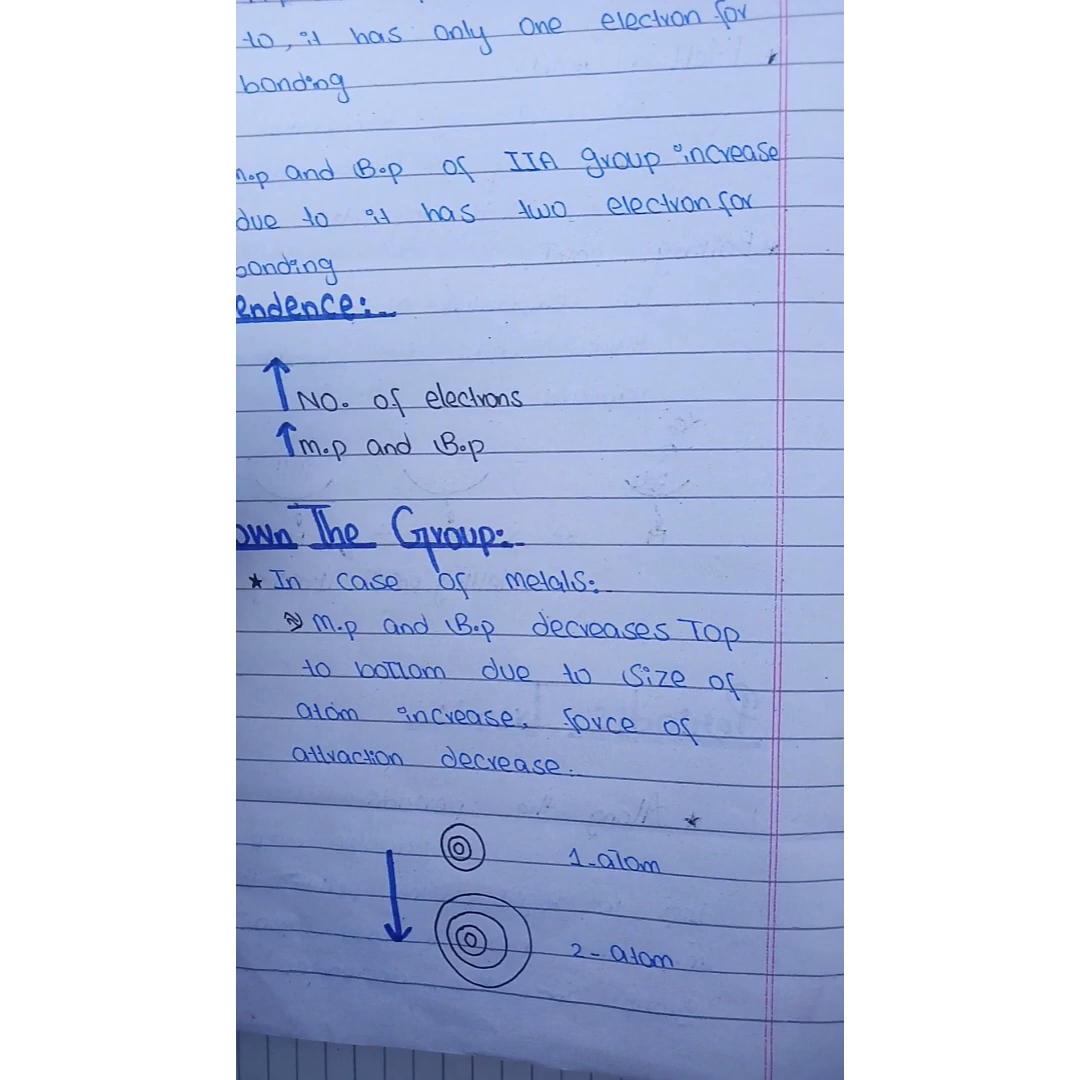 to, it has only one electron for
bonding
m.p and B.p of IIA group increase
due to it has two electron for
bonding
endence:-
↑ No. of electrons
↑ m.p and B.p
own The Group:-
★ In case of metals:
m.p and B.p decreases Top
to bottom due to size of
atom increase, force of
attraction decrease.
1-atom
2-atom